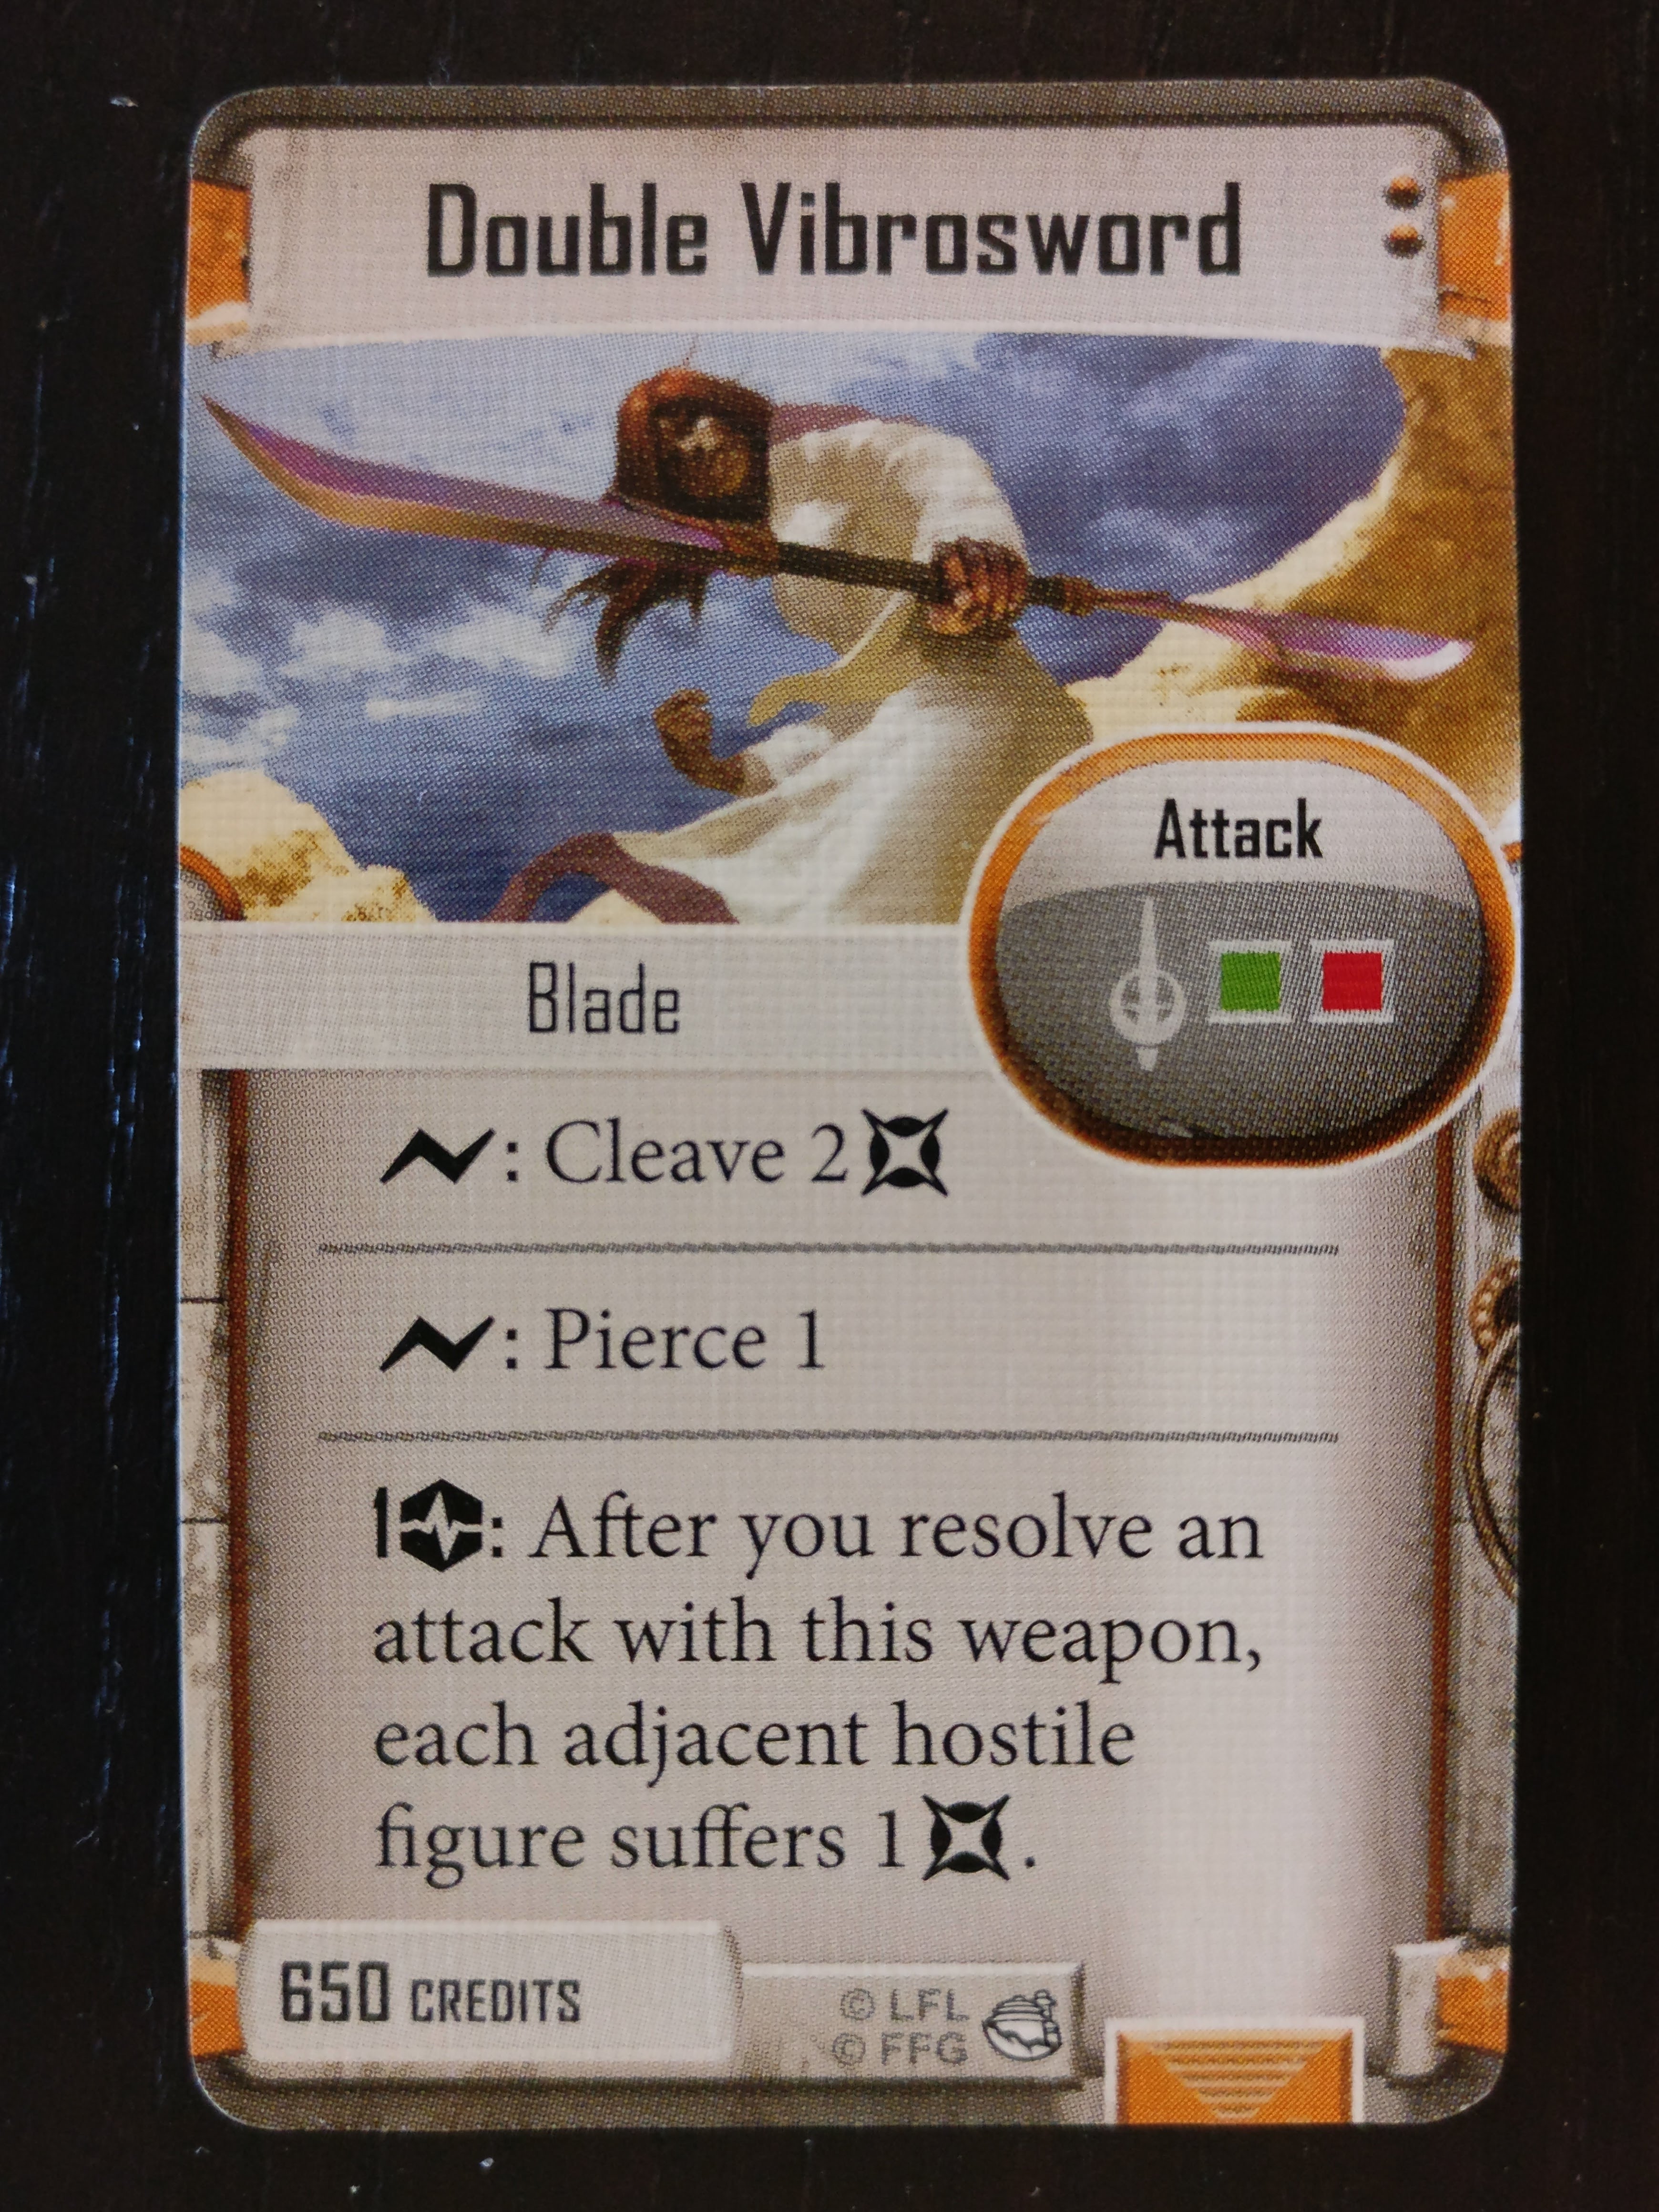 Double Vibrosword
Attack
Blade
: Cleave 2
: Pierce 1
1 : After you resolve an
attack with this weapon,
each adjacent hostile
figure suffers 1 .
650 CREDITS
© LFL
© FFG